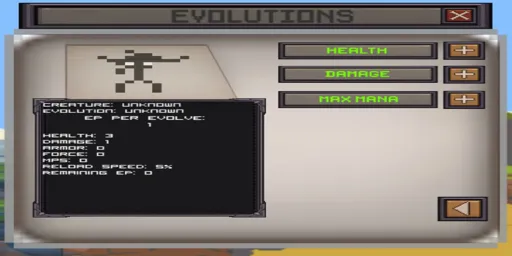 EVOLUTIONS
HEALTH
DAMAGE
MAX MANA
CREATURE: UNKNOWN
EVOLUTION: UNKNOWN
EP PER EVOLVE:
1
HEALTH: 3
DAMAGE: 1
ARMOR: 0
FORCE: 0
MPS: 0
RELOAD SPEED: 5%
REMAINING EP: 0